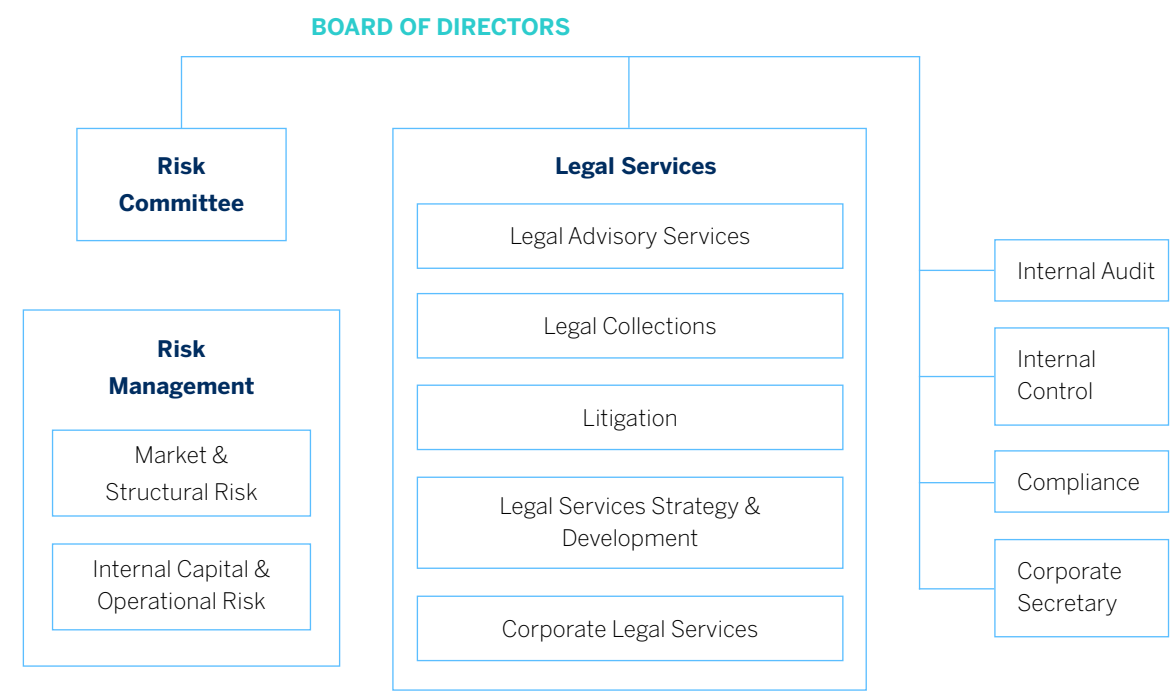 BOARD OF DIRECTORS
Risk
Committee
Risk
Management
Market &
Structural Risk
Internal Capital &
Operational Risk
Legal Services
Legal Advisory Services
Legal Collections
Litigation
Legal Services Strategy &
Development
Corporate Legal Services
Internal Audit
Internal
Control
Compliance
Corporate
Secretary